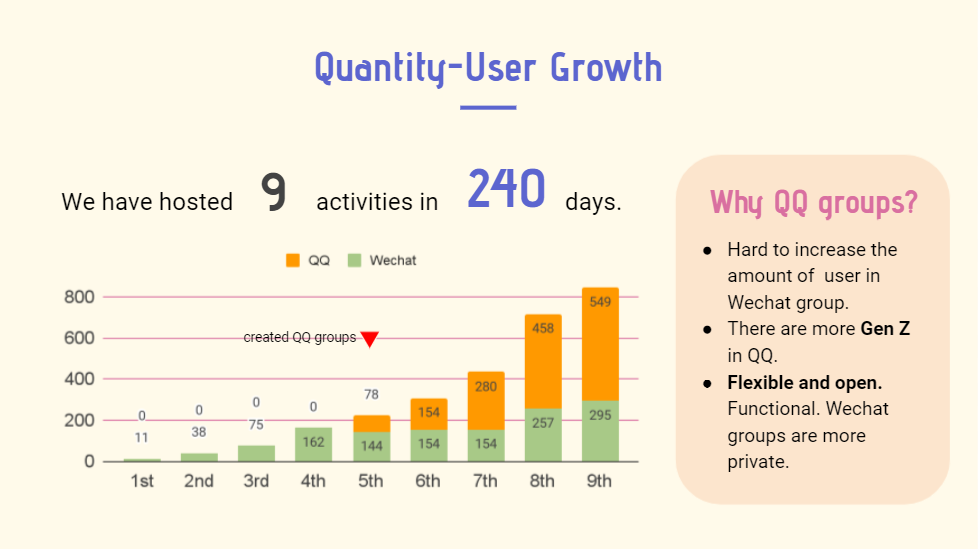 Quantity-User Growth
We have hosted 9 activities in 240 days.
QQ Wechat
800
600
400
200
0
created QQ groups
0 0 0 0 78 154 280 458 549
11 38 75 162 144 154 154 257 295
1st 2nd 3rd 4th 5th 6th 7th 8th 9th
Why QQ groups?
● Hard to increase the
amount of user in
Wechat group.
● There are more Gen Z
in QQ.
● Flexible and open.
Functional. Wechat
groups are more
private.